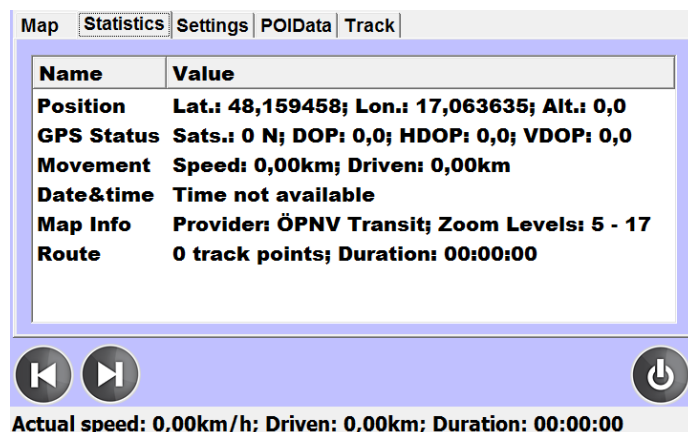 Map Statistics Settings POIData Track
Name Value
Position Lat.: 48,159458; Lon.: 17,063635; Alt.: 0,0
GPS Status Sats.: 0 N; DOP: 0,0; HDOP: 0,0; VDOP: 0,0
Movement Speed: 0,00km; Driven: 0,00km
Date&time Time not available
Map Info Provider: ÖPNV Transit; Zoom Levels: 5 - 17
Route 0 track points; Duration: 00:00:00
Actual speed: 0,00km/h; Driven: 0,00km; Duration: 00:00:00